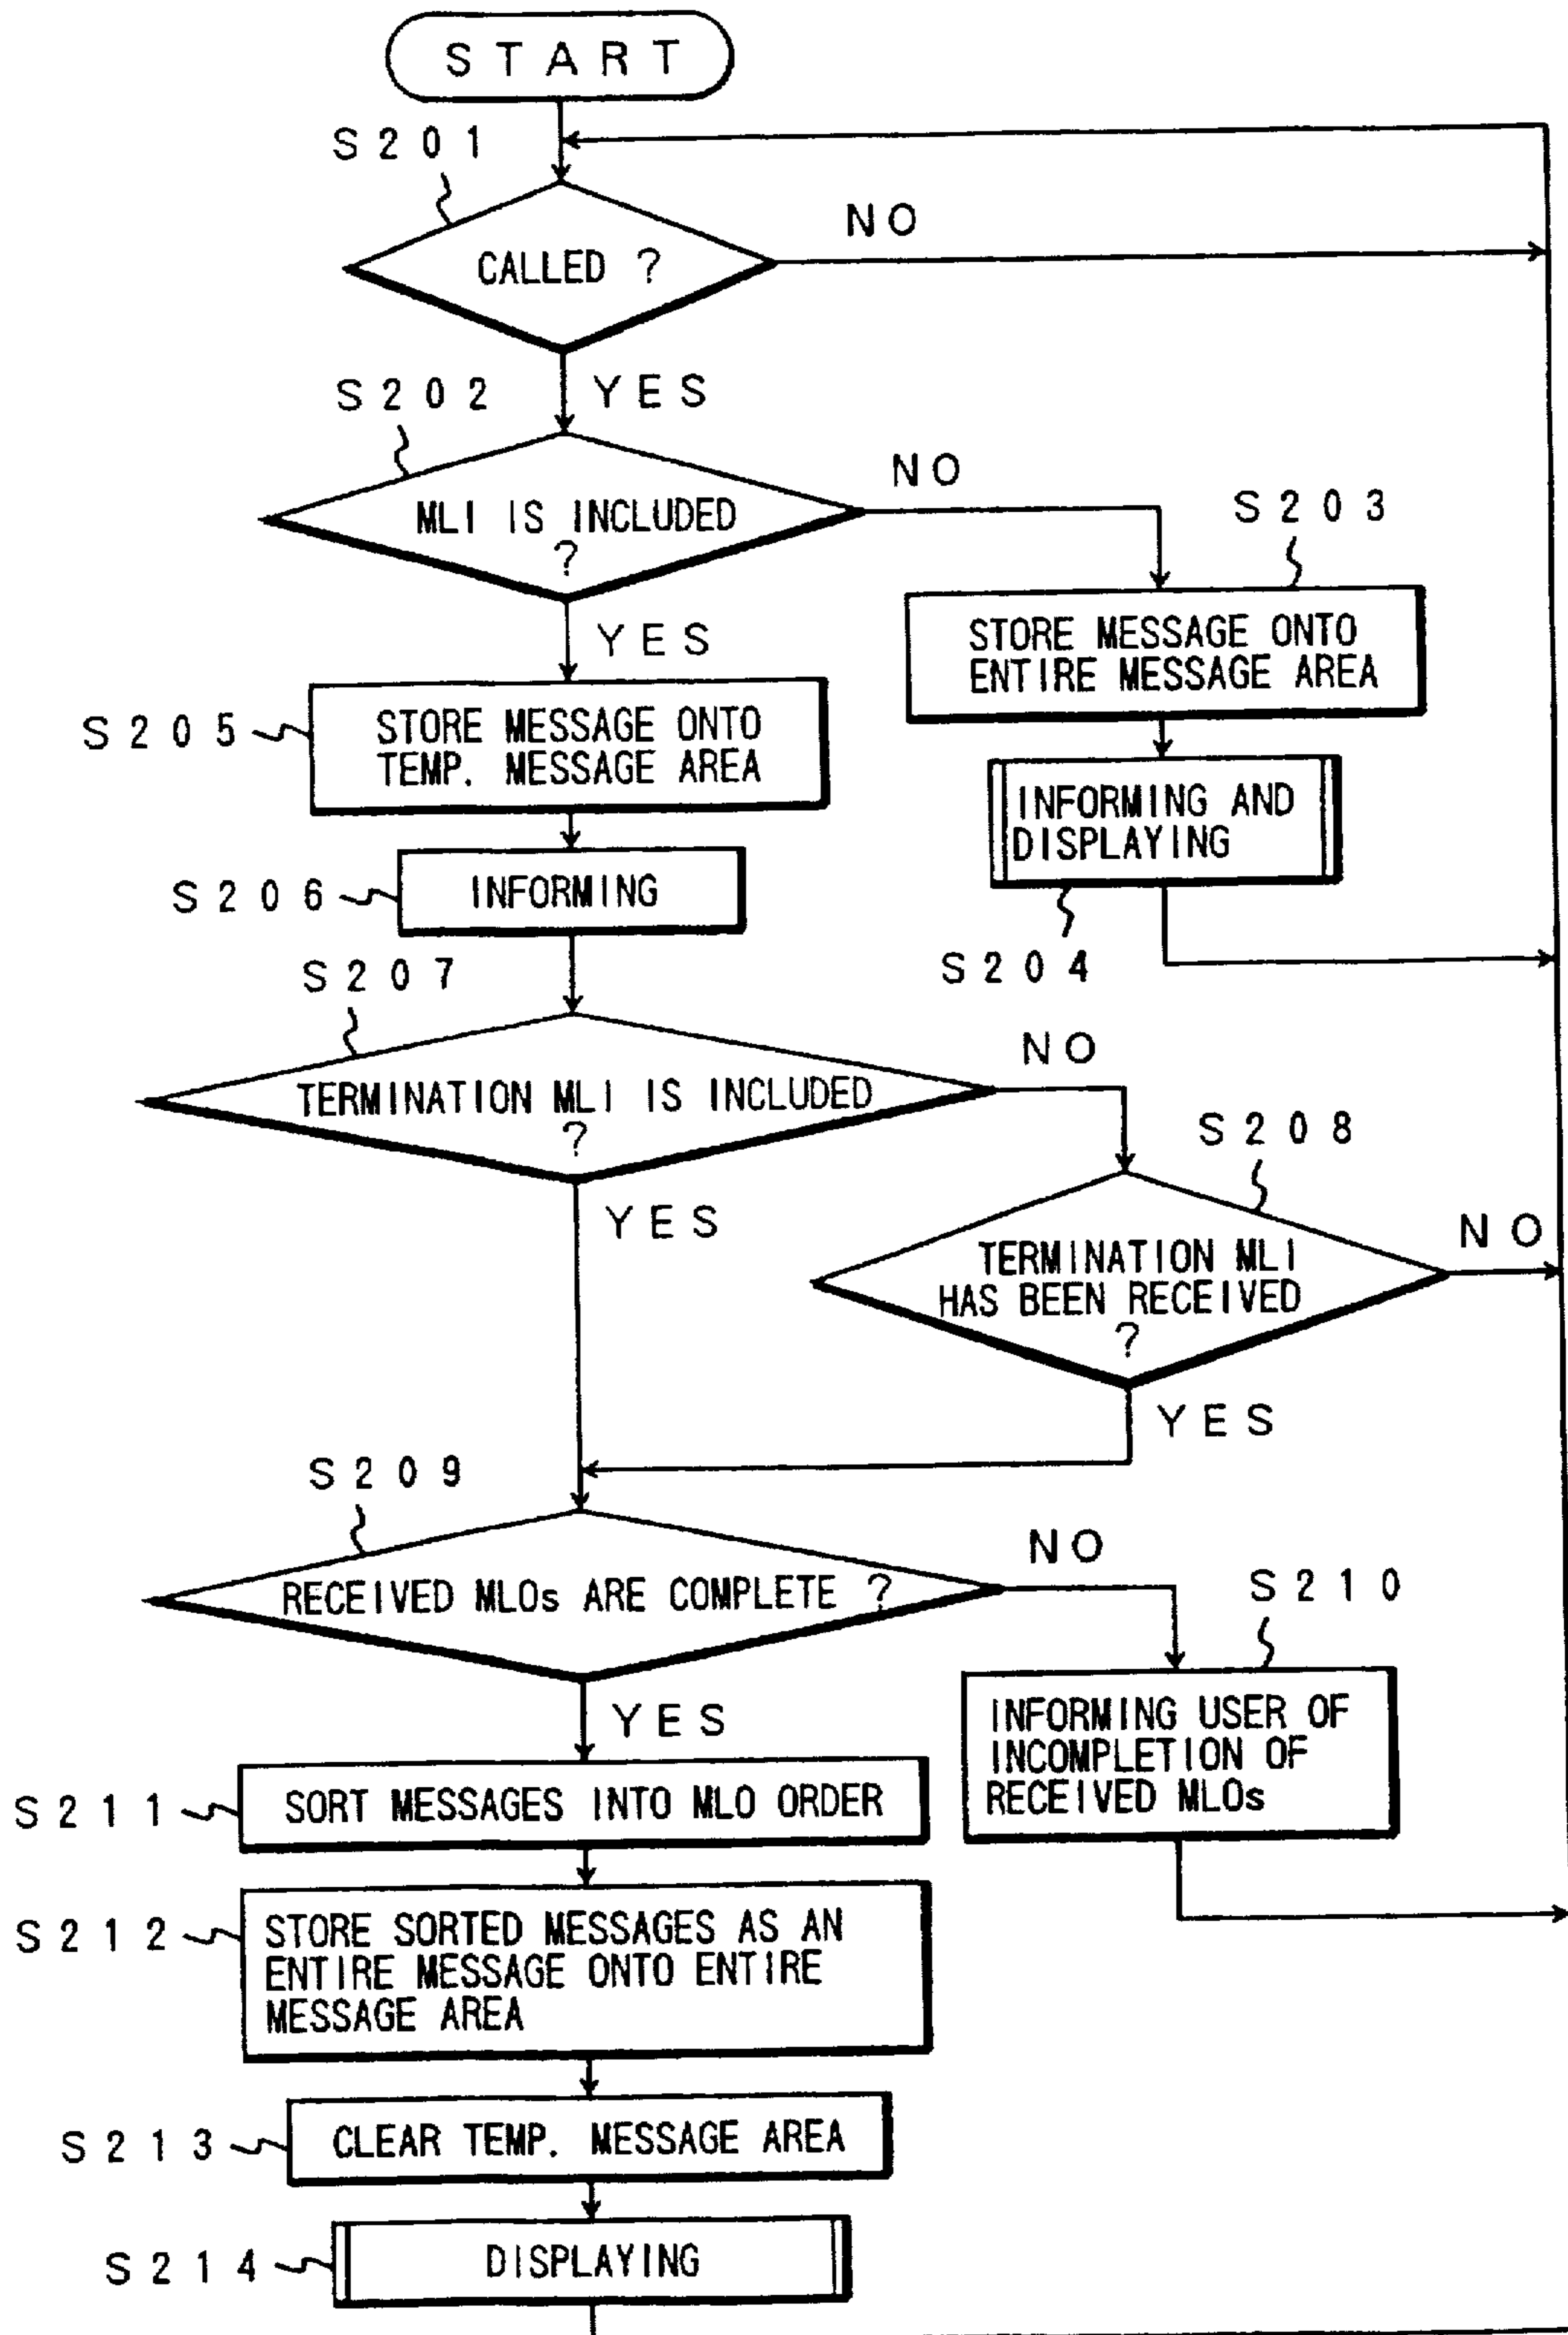 START
S201
NO
CALLED ?
S202
YES
NO
MLI IS INCLUDED
?
S203
YES
STORE MESSAGE ONTO
ENTIRE MESSAGE AREA
S205
STORE MESSAGE ONTO
TEMP. MESSAGE AREA
INFORMING AND
DISPLAYING
S206
INFORMING
S204
S207
NO
TERMINATION MLI IS INCLUDED
?
S208
YES
NO
TERMINATION MLI
HAS BEEN RECEIVED
?
YES
S209
NO
RECEIVED MLOs ARE COMPLETE ?
S210
YES
INFORMING USER OF
INCOMPLETION OF
RECEIVED MLOs
S211
SORT MESSAGES INTO MLO ORDER
S212
STORE SORTED MESSAGES AS AN
ENTIRE MESSAGE ONTO ENTIRE
MESSAGE AREA
S213
CLEAR TEMP. MESSAGE AREA
S214
DISPLAYING